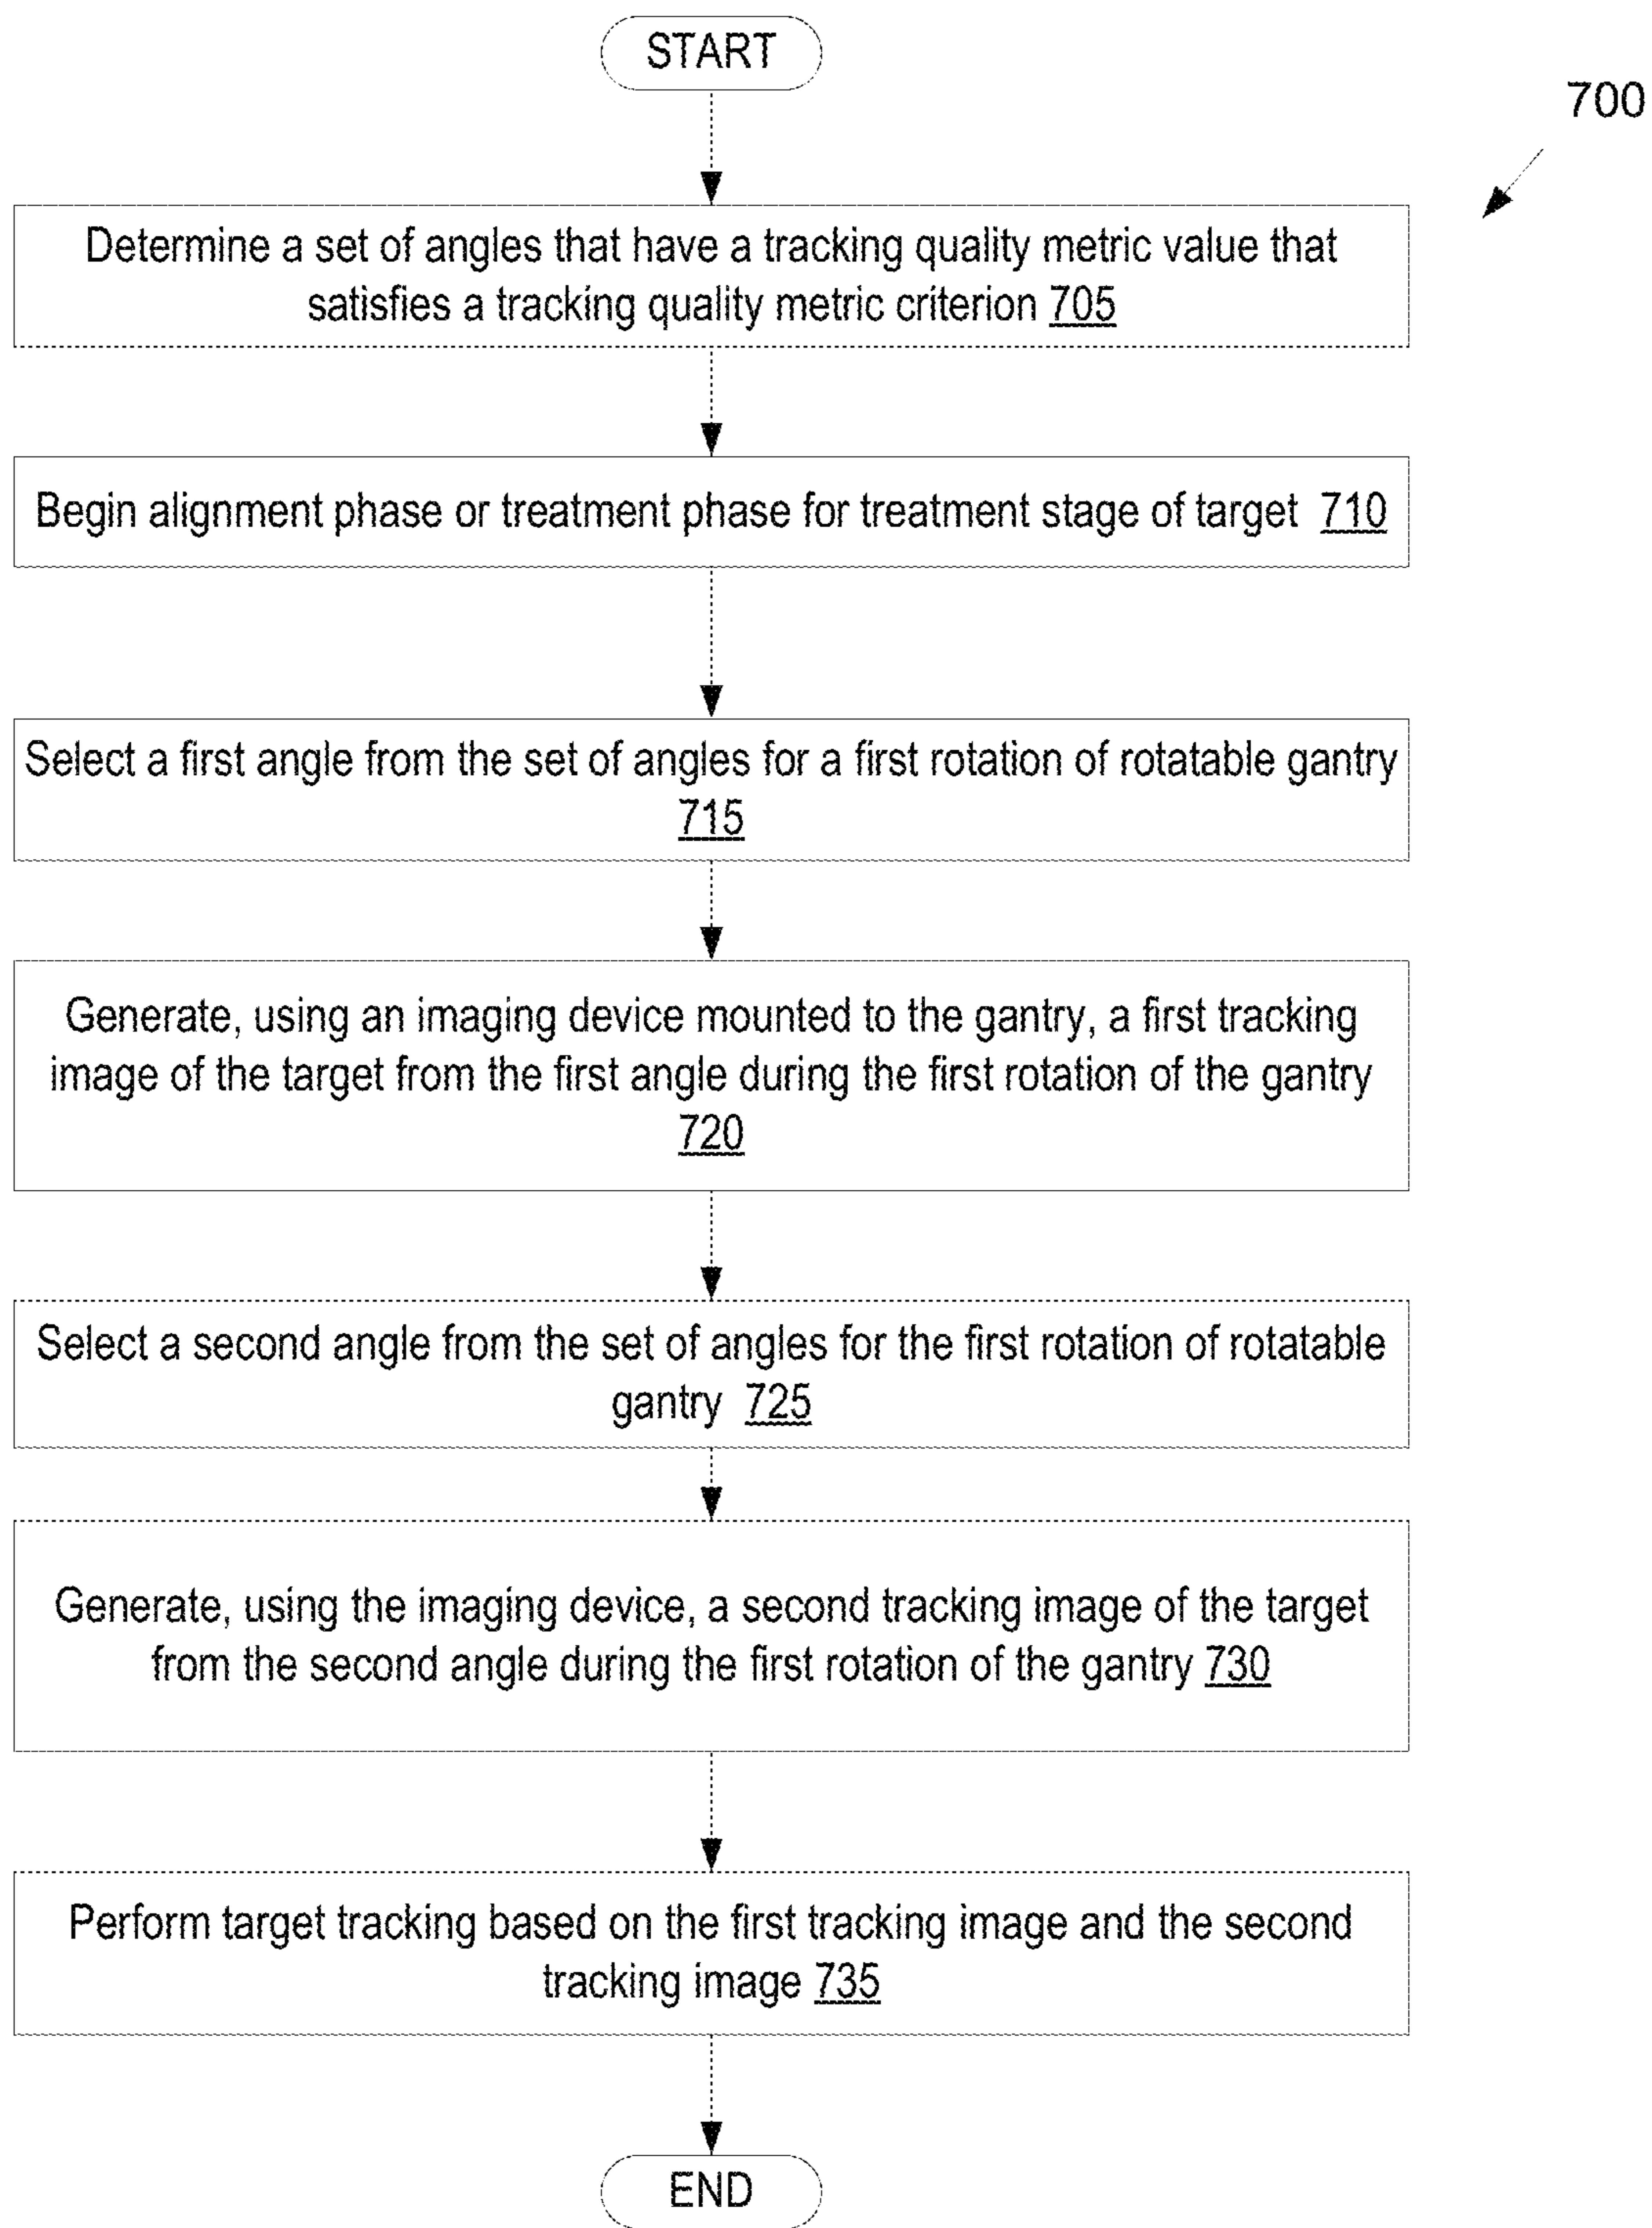 START
700
Determine a set of angles that have a tracking quality metric value that
satisfies a tracking quality metric criterion 705
Begin alignment phase or treatment phase for treatment stage of target 710
Select a first angle from the set of angles for a first rotation of rotatable gantry
715
Generate, using an imaging device mounted to the gantry, a first tracking
image of the target from the first angle during the first rotation of the gantry
720
Select a second angle from the set of angles for the first rotation of rotatable
gantry 725
Generate, using the imaging device, a second tracking image of the target
from the second angle during the first rotation of the gantry 730
Perform target tracking based on the first tracking image and the second
tracking image 735
END